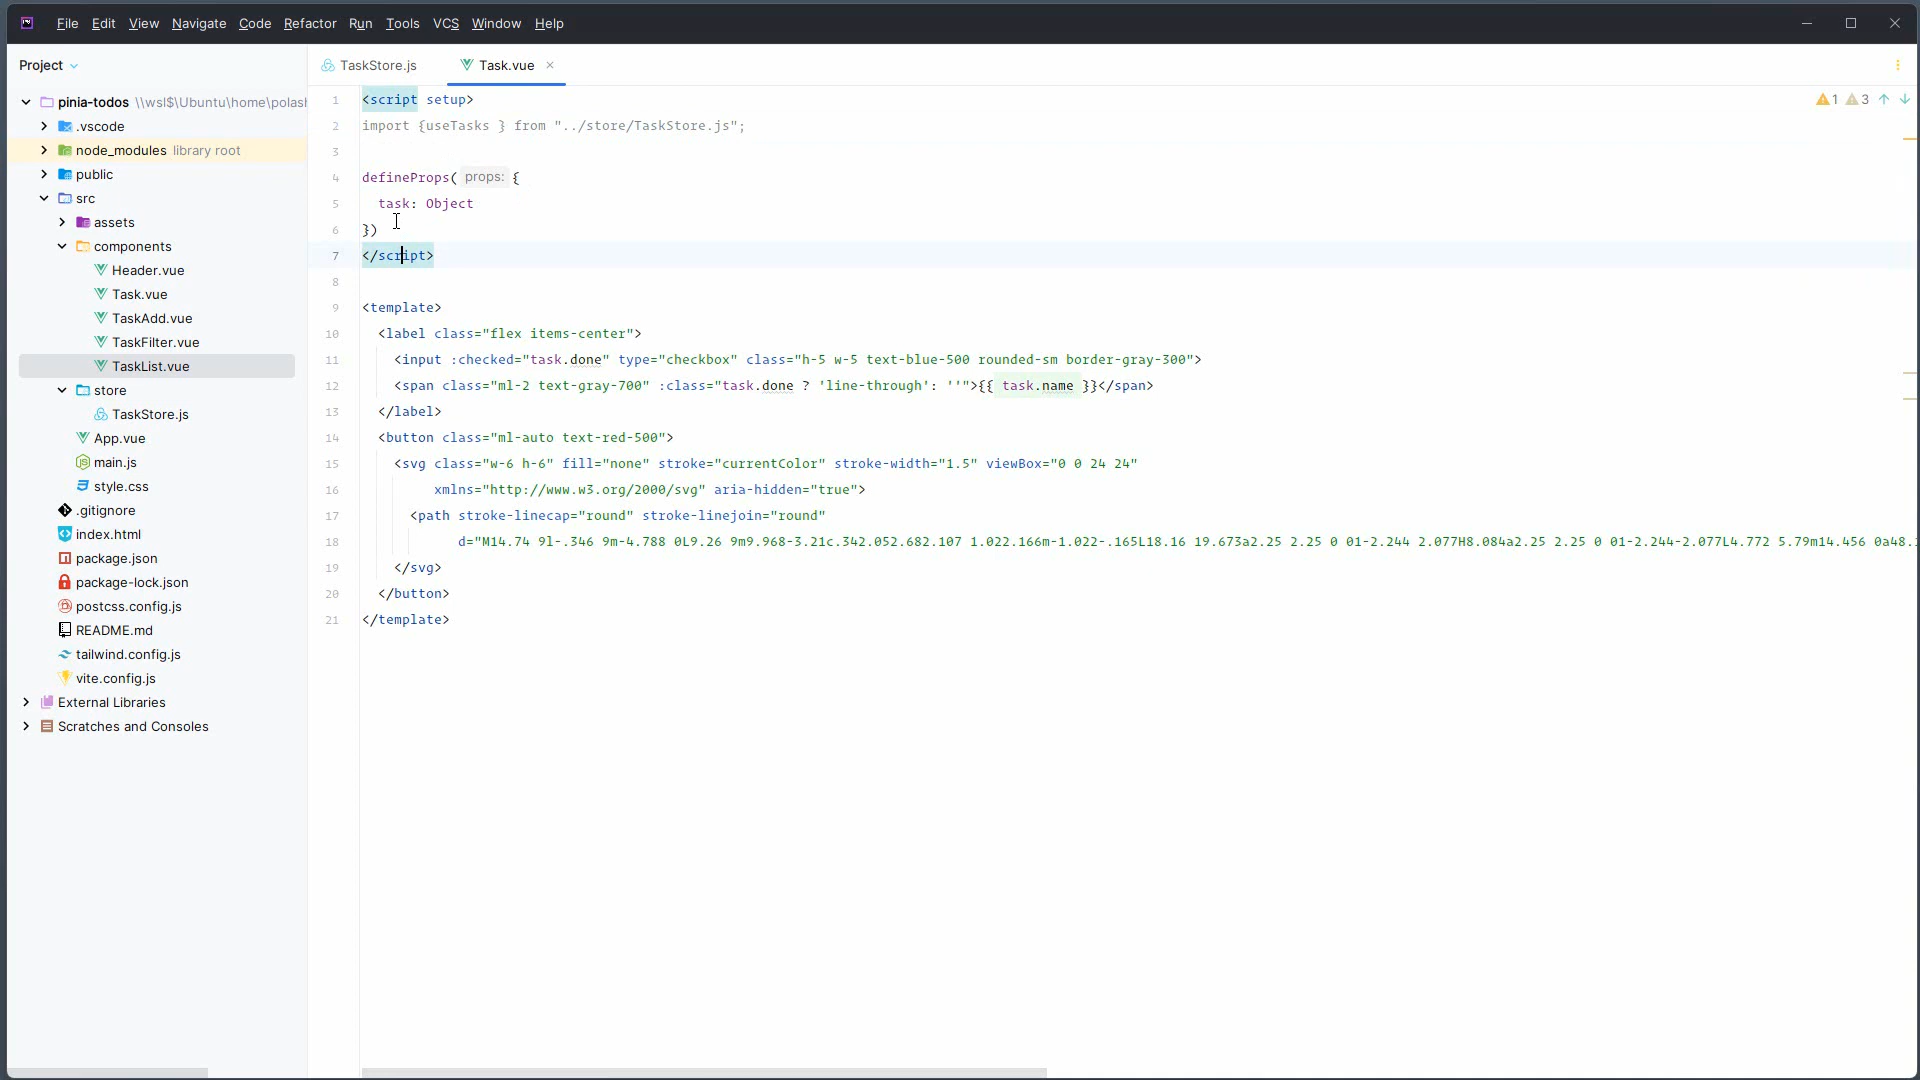 File Edit View Navigate Code Refactor Run Tools VCS Window Help
Project
TaskStore.js
Task.vue
pinia-todos \\wsl$\Ubuntu\home\polash
.vscode
node_modules library root
public
src
assets
components
Header.vue
Task.vue
TaskAdd.vue
TaskFilter.vue
TaskList.vue
store
TaskStore.js
App.vue
main.js
style.css
.gitignore
index.html
package.json
package-lock.json
postcss.config.js
README.md
tailwind.config.js
vite.config.js
External Libraries
Scratches and Consoles
1 <script setup>
2 import {useTasks } from "../store/TaskStore.js";
3
4 defineProps( props: {
5 task: Object
6 })
7 </script>
8
9 <template>
10 <label class="flex items-center">
11 <input :checked="task.done" type="checkbox" class="h-5 w-5 text-blue-500 rounded-sm border-gray-300">
12 <span class="ml-2 text-gray-700" :class="task.done ? 'line-through': ''">{{ task.name }}</span>
13 </label>
14 <button class="ml-auto text-red-500">
15 <svg class="w-6 h-6" fill="none" stroke="currentColor" stroke-width="1.5" viewBox="0 0 24 24"
16 xmlns="http://www.w3.org/2000/svg" aria-hidden="true">
17 <path stroke-linecap="round" stroke-linejoin="round"
18 d="M14.74 9l-.346 9m-4.788 0L9.26 9m9.968-3.21c.342.052.682.107 1.022.166m-1.022-.165L18.16 19.673a2.25 2.25 0 01-2.244 2.077H8.084a2.25 2.25 0 01-2.244-2.077L4.772 5.79m14.456 0a48.
19 </svg>
20 </button>
21 </template>
1 3